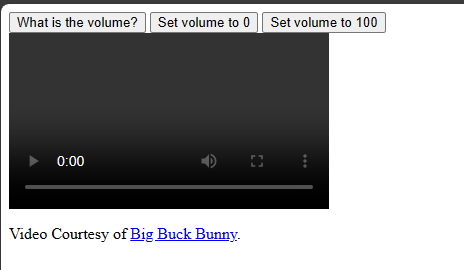 What is the volume? Set volume to 0 Set volume to 100
0:00
Video Courtesy of Big Buck Bunny.